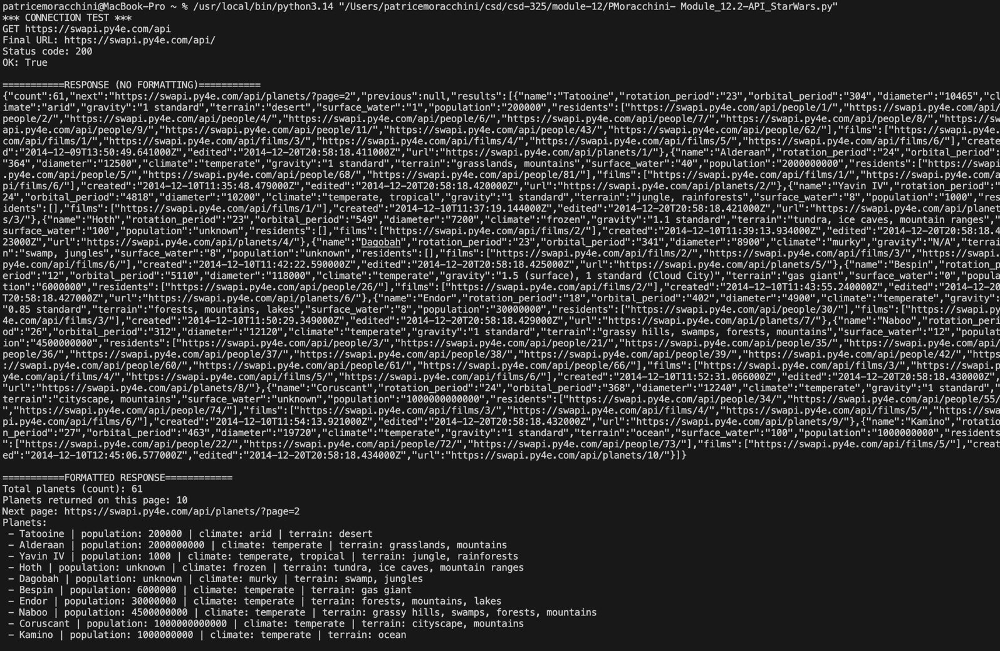 patricemoracchini@MacBook-Pro ~ % /usr/local/bin/python3.14 "/Users/patricemoracchini/csd/csd-325/module-12/PMoracchini- Module_12.2-API_StarWars.py"
*** CONNECTION TEST ***
GET https://swapi.py4e.com/api
Final URL: https://swapi.py4e.com/api/
Status code: 200
OK: True
===========RESPONSE (NO FORMATTING)===========
{"count":61,"next":"https://swapi.py4e.com/api/planets/?page=2","previous":null,"results":[{"name":"Tatooine","rotation_period":"23","orbital_period":"304","diameter":"10465","cl
imate":"arid","gravity":"1 standard","terrain":"desert","surface_water":"1","population":"200000","residents":["https://swapi.py4e.com/api/people/1/","https://swapi.py4e.com/api/
people/2/","https://swapi.py4e.com/api/people/4/","https://swapi.py4e.com/api/people/6/","https://swapi.py4e.com/api/people/7/","https://swapi.py4e.com/api/people/8/","https://sw
api.py4e.com/api/people/9/","https://swapi.py4e.com/api/people/11/","https://swapi.py4e.com/api/people/43/","https://swapi.py4e.com/api/people/62/"],"films":["https://swapi.py4e.
com/api/films/1/","https://swapi.py4e.com/api/films/3/","https://swapi.py4e.com/api/films/4/","https://swapi.py4e.com/api/films/5/","https://swapi.py4e.com/api/films/6/"],"create
d":"2014-12-09T13:50:49.641000Z","edited":"2014-12-20T20:58:18.411000Z","url":"https://swapi.py4e.com/api/planets/1/"},{"name":"Alderaan","rotation_period":"24","orbital_period":
"364","diameter":"12500","climate":"temperate","gravity":"1 standard","terrain":"grasslands, mountains","surface_water":"40","population":"2000000000","residents":["https://swapi
.py4e.com/api/people/5/","https://swapi.py4e.com/api/people/68/","https://swapi.py4e.com/api/people/81/"],"films":["https://swapi.py4e.com/api/films/1/","https://swapi.py4e.com/a
pi/films/6/"],"created":"2014-12-10T11:35:48.479000Z","edited":"2014-12-20T20:58:18.420000Z","url":"https://swapi.py4e.com/api/planets/2/"},{"name":"Yavin IV","rotation_period":"
24","orbital_period":"4818","diameter":"10200","climate":"temperate, tropical","gravity":"1 standard","terrain":"jungle, rainforests","surface_water":"8","population":"1000","res
idents":[],"films":["https://swapi.py4e.com/api/films/1/"],"created":"2014-12-10T11:37:19.144000Z","edited":"2014-12-20T20:58:18.421000Z","url":"https://swapi.py4e.com/api/planet
s/3/"},{"name":"Hoth","rotation_period":"23","orbital_period":"549","diameter":"7200","climate":"frozen","gravity":"1.1 standard","terrain":"tundra, ice caves, mountain ranges","
surface_water":"100","population":"unknown","residents":[],"films":["https://swapi.py4e.com/api/films/2/"],"created":"2014-12-10T11:39:13.934000Z","edited":"2014-12-20T20:58:18.4
23000Z","url":"https://swapi.py4e.com/api/planets/4/"},{"name":"Dagobah","rotation_period":"23","orbital_period":"341","diameter":"8900","climate":"murky","gravity":"N/A","terrai
n":"swamp, jungles","surface_water":"8","population":"unknown","residents":[],"films":["https://swapi.py4e.com/api/films/2/","https://swapi.py4e.com/api/films/3/","https://swapi.
py4e.com/api/films/6/"],"created":"2014-12-10T11:42:22.590000Z","edited":"2014-12-20T20:58:18.425000Z","url":"https://swapi.py4e.com/api/planets/5/"},{"name":"Bespin","rotation_p
eriod":"12","orbital_period":"5110","diameter":"118000","climate":"temperate","gravity":"1.5 (surface), 1 standard (Cloud City)","terrain":"gas giant","surface_water":"0","popula
tion":"6000000","residents":["https://swapi.py4e.com/api/people/26/"],"films":["https://swapi.py4e.com/api/films/2/"],"created":"2014-12-10T11:43:55.240000Z","edited":"2014-12-20
T20:58:18.427000Z","url":"https://swapi.py4e.com/api/planets/6/"},{"name":"Endor","rotation_period":"18","orbital_period":"402","diameter":"4900","climate":"temperate","gravity":
"0.85 standard","terrain":"forests, mountains, lakes","surface_water":"8","population":"30000000","residents":["https://swapi.py4e.com/api/people/30/"],"films":["https://swapi.py
4e.com/api/films/3/"],"created":"2014-12-10T11:50:29.349000Z","edited":"2014-12-20T20:58:18.429000Z","url":"https://swapi.py4e.com/api/planets/7/"},{"name":"Naboo","rotation_peri
od":"26","orbital_period":"312","diameter":"12120","climate":"temperate","gravity":"1 standard","terrain":"grassy hills, swamps, forests, mountains","surface_water":"12","populat
ion":"4500000000","residents":["https://swapi.py4e.com/api/people/3/","https://swapi.py4e.com/api/people/21/","https://swapi.py4e.com/api/people/35/","https://swapi.py4e.com/api/
people/36/","https://swapi.py4e.com/api/people/37/","https://swapi.py4e.com/api/people/38/","https://swapi.py4e.com/api/people/39/","https://swapi.py4e.com/api/people/42/","https
://swapi.py4e.com/api/people/60/","https://swapi.py4e.com/api/people/61/","https://swapi.py4e.com/api/people/66/"],"films":["https://swapi.py4e.com/api/films/3/","https://swapi.p
y4e.com/api/films/4/","https://swapi.py4e.com/api/films/5/","https://swapi.py4e.com/api/films/6/"],"created":"2014-12-10T11:52:31.066000Z","edited":"2014-12-20T20:58:18.430000Z",
"url":"https://swapi.py4e.com/api/planets/8/"},{"name":"Coruscant","rotation_period":"24","orbital_period":"368","diameter":"12240","climate":"temperate","gravity":"1 standard","
terrain":"cityscape, mountains","surface_water":"unknown","population":"1000000000000","residents":["https://swapi.py4e.com/api/people/34/","https://swapi.py4e.com/api/people/55/
","https://swapi.py4e.com/api/people/74/"],"films":["https://swapi.py4e.com/api/films/3/","https://swapi.py4e.com/api/films/4/","https://swapi.py4e.com/api/films/5/","https://swa
pi.py4e.com/api/films/6/"],"created":"2014-12-10T11:54:13.921000Z","edited":"2014-12-20T20:58:18.432000Z","url":"https://swapi.py4e.com/api/planets/9/"},{"name":"Kamino","rotatio
n_period":"27","orbital_period":"463","diameter":"19720","climate":"temperate","gravity":"1 standard","terrain":"ocean","surface_water":"100","population":"1000000000","residents
":["https://swapi.py4e.com/api/people/22/","https://swapi.py4e.com/api/people/72/","https://swapi.py4e.com/api/people/73/"],"films":["https://swapi.py4e.com/api/films/5/"],"creat
ed":"2014-12-10T12:45:06.577000Z","edited":"2014-12-20T20:58:18.434000Z","url":"https://swapi.py4e.com/api/planets/10/"}]}
===========FORMATTED RESPONSE============
Total planets (count): 61
Planets returned on this page: 10
Next page: https://swapi.py4e.com/api/planets/?page=2
Planets:
- Tatooine | population: 200000 | climate: arid | terrain: desert
- Alderaan | population: 2000000000 | climate: temperate | terrain: grasslands, mountains
- Yavin IV | population: 1000 | climate: temperate, tropical | terrain: jungle, rainforests
- Hoth | population: unknown | climate: frozen | terrain: tundra, ice caves, mountain ranges
- Dagobah | population: unknown | climate: murky | terrain: swamp, jungles
- Bespin | population: 6000000 | climate: temperate | terrain: gas giant
- Endor | population: 30000000 | climate: temperate | terrain: forests, mountains, lakes
- Naboo | population: 4500000000 | climate: temperate | terrain: grassy hills, swamps, forests, mountains
- Coruscant | population: 1000000000000 | climate: temperate | terrain: cityscape, mountains
- Kamino | population: 1000000000 | climate: temperate | terrain: ocean